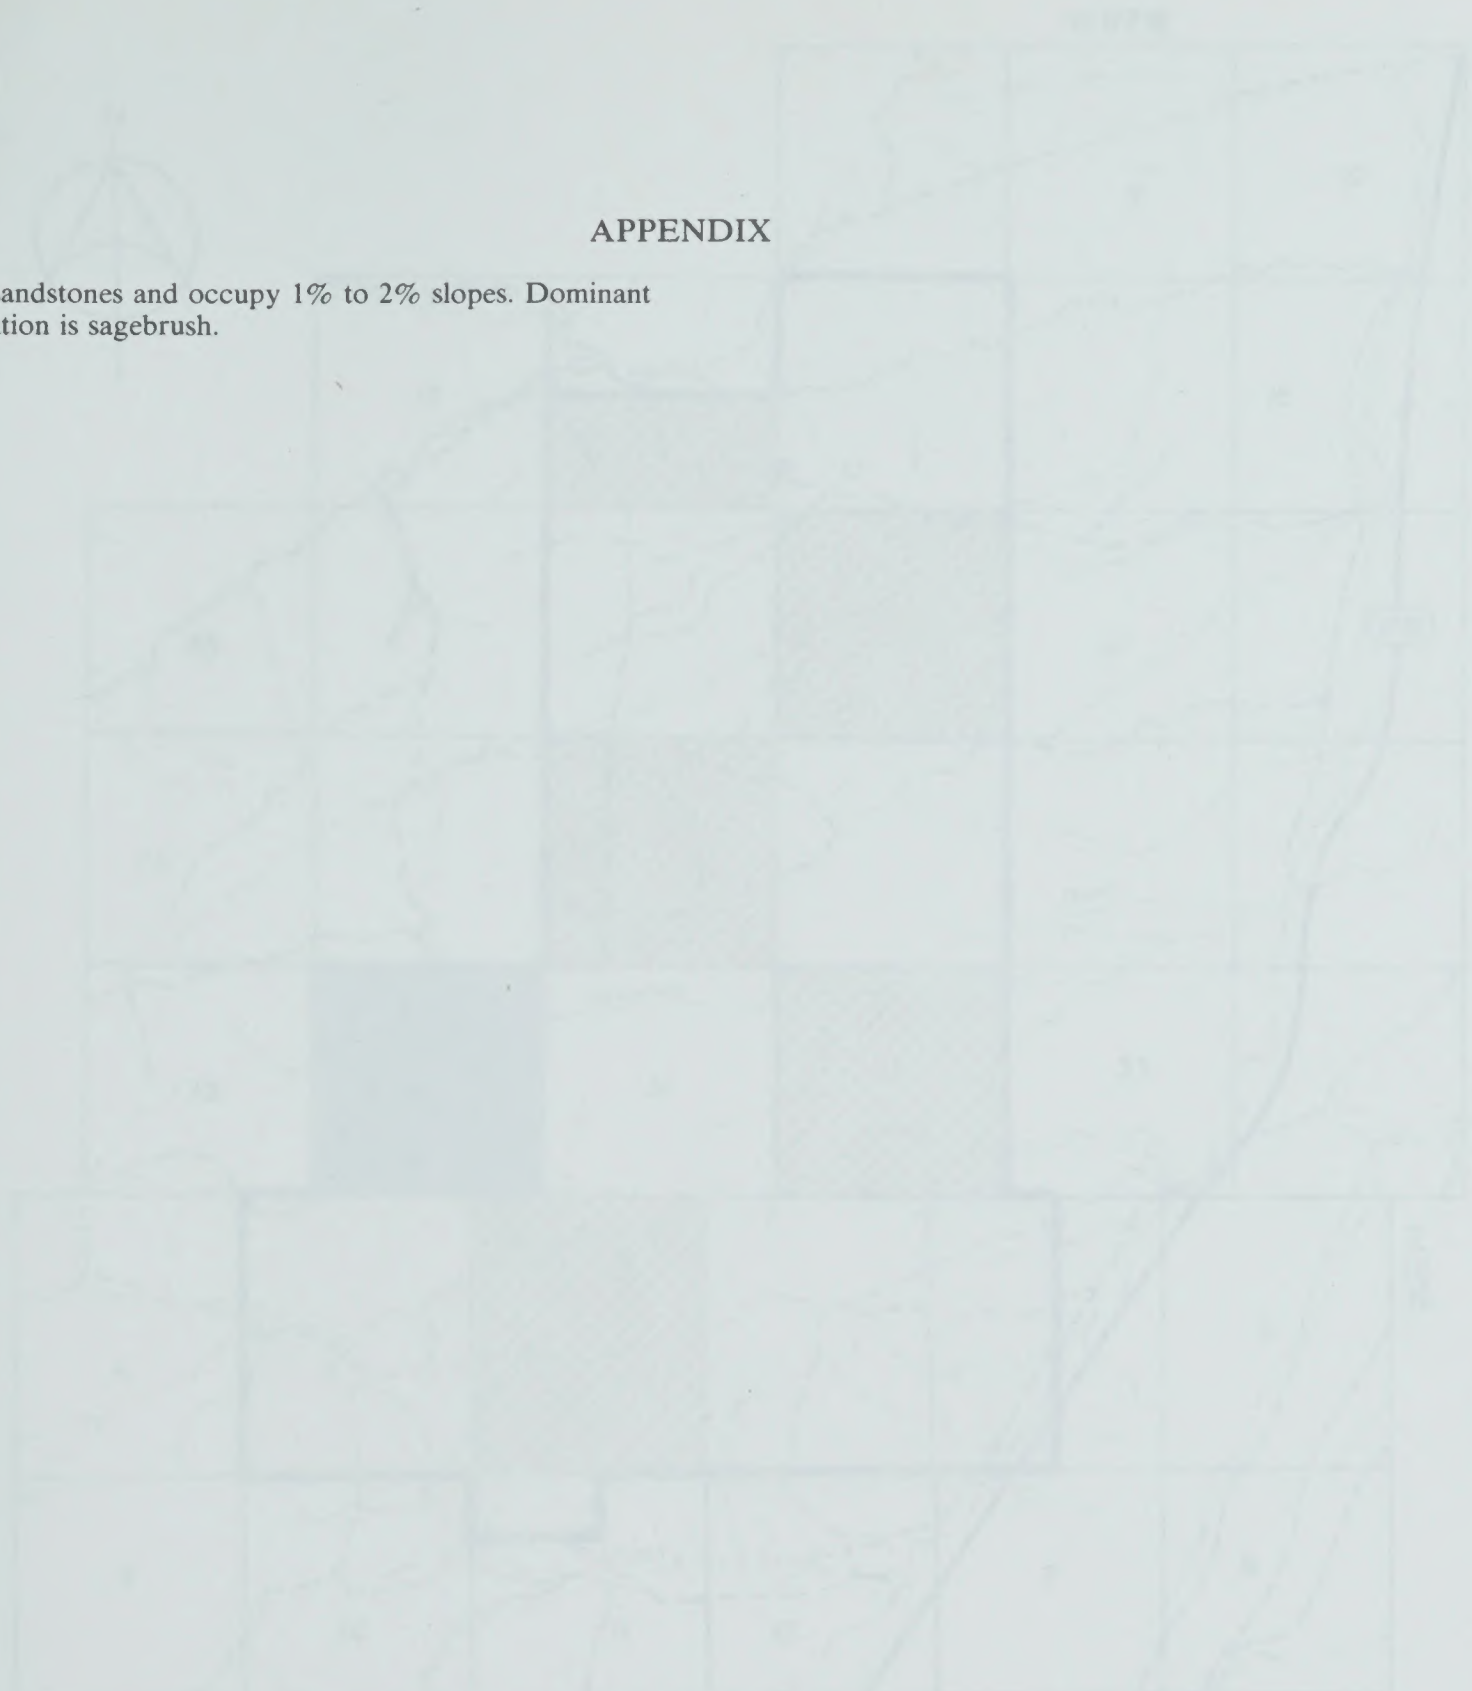 APPENDIX
andstones and occupy 1% to 2% slopes. Dominant
tion is sagebrush.